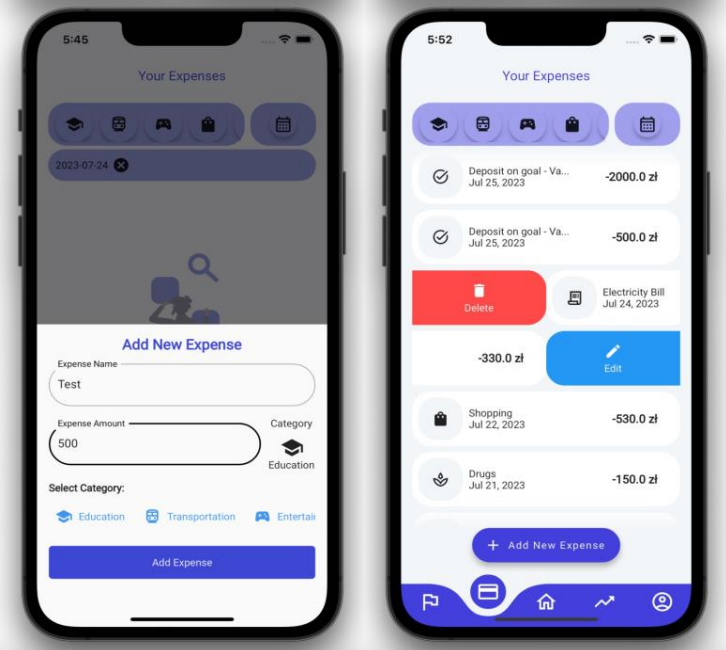 5:45
Your Expenses
2023-07-24
Add New Expense
Expense Name
Test
Expense Amount
500
Category
Education
Select Category:
Education
Transportation
Entertai
Add Expense
5:52
Your Expenses
Deposit on goal - Va...
Jul 25, 2023
-2000.0 zł
Deposit on goal - Va...
Jul 25, 2023
-500.0 zł
Delete
Electricity Bill
Jul 24, 2023
-330.0 zł
Edit
Shopping
Jul 22, 2023
-530.0 zł
Drugs
Jul 21, 2023
-150.0 zł
+ Add New Expense